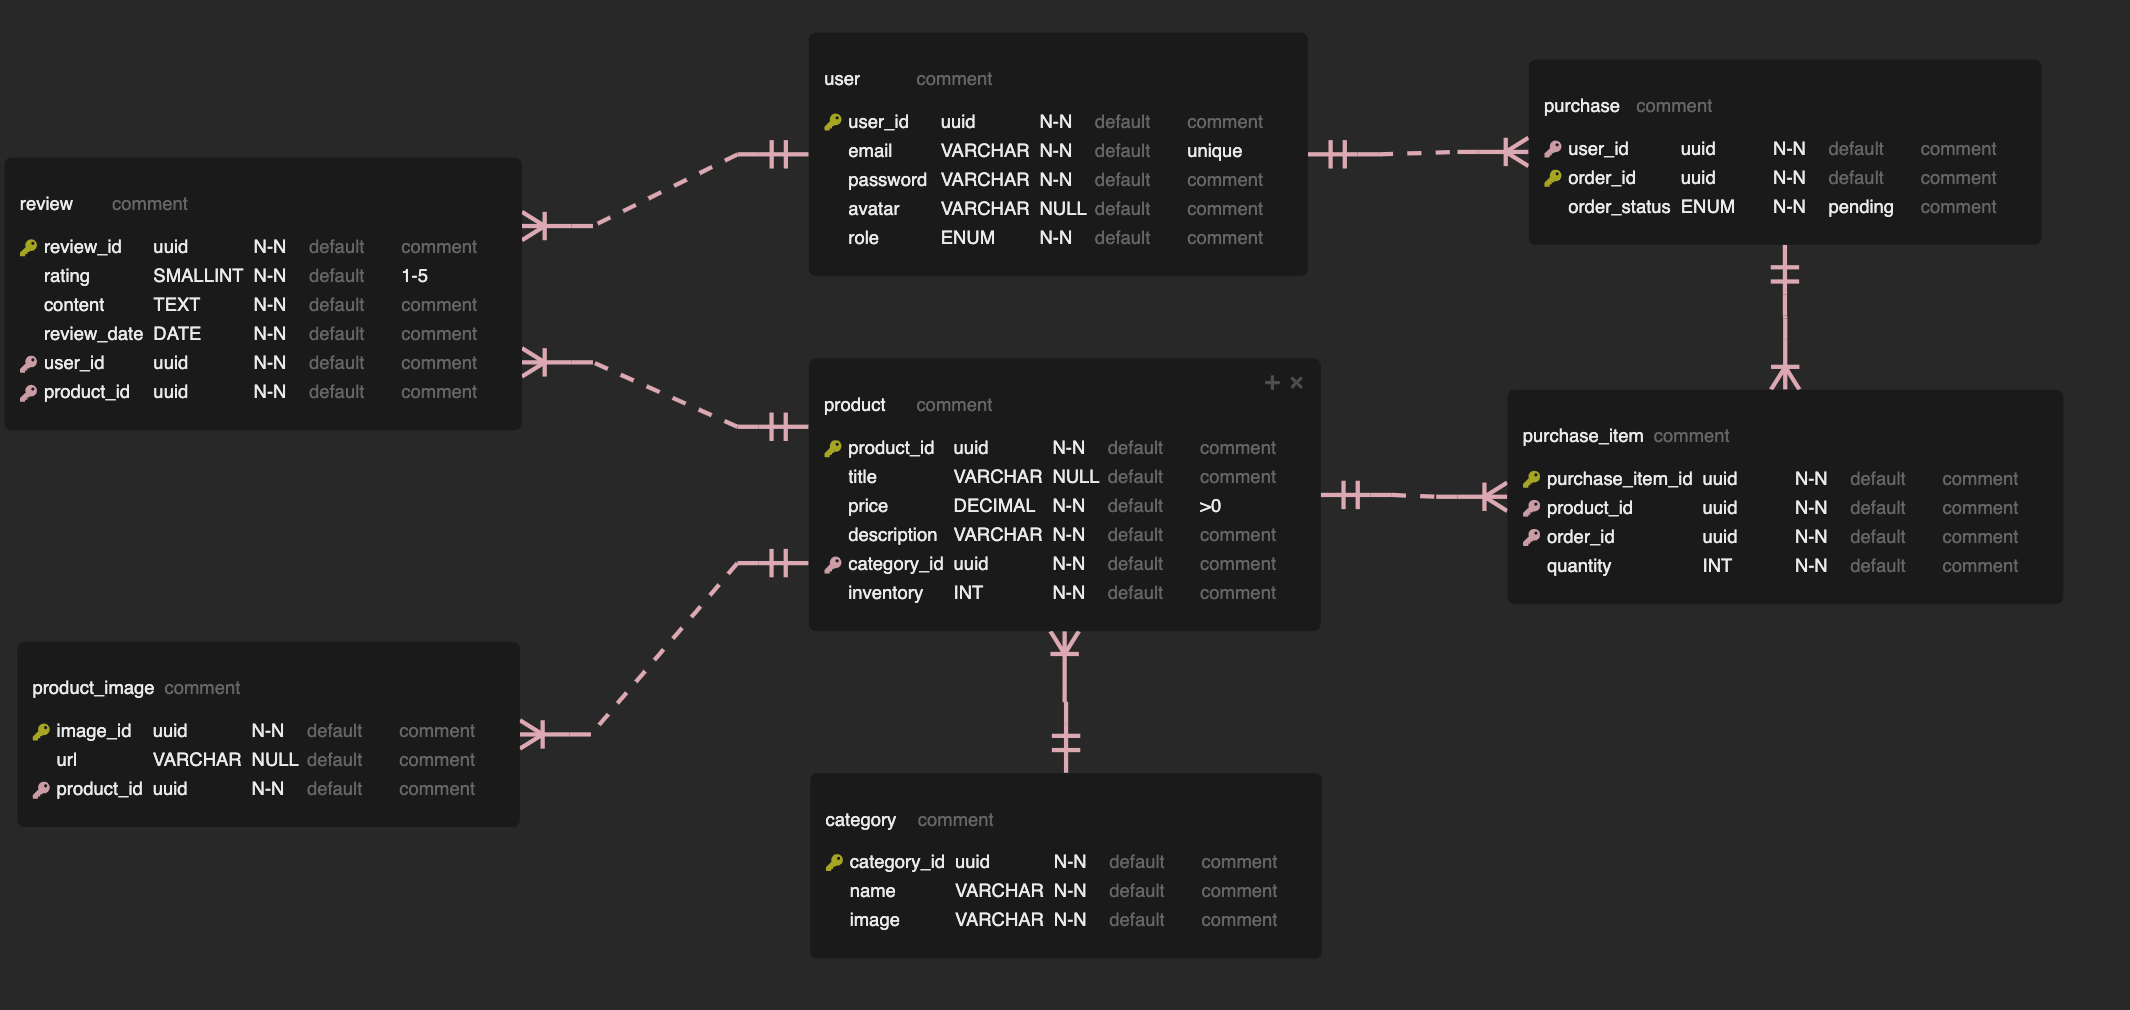 user comment
user_id uuid N-N default comment
email VARCHAR N-N default unique
password VARCHAR N-N default comment
avatar VARCHAR NULL default comment
role ENUM N-N default comment
purchase comment
user_id uuid N-N default comment
order_id uuid N-N default comment
order_status ENUM N-N pending comment
review comment
review_id uuid N-N default comment
rating SMALLINT N-N default 1-5
content TEXT N-N default comment
review_date DATE N-N default comment
user_id uuid N-N default comment
product_id uuid N-N default comment
product comment
product_id uuid N-N default comment
title VARCHAR NULL default comment
price DECIMAL N-N default >0
description VARCHAR N-N default comment
category_id uuid N-N default comment
inventory INT N-N default comment
purchase_item comment
purchase_item_id uuid N-N default comment
product_id uuid N-N default comment
order_id uuid N-N default comment
quantity INT N-N default comment
product_image comment
image_id uuid N-N default comment
url VARCHAR NULL default comment
product_id uuid N-N default comment
category comment
category_id uuid N-N default comment
name VARCHAR N-N default comment
image VARCHAR N-N default comment